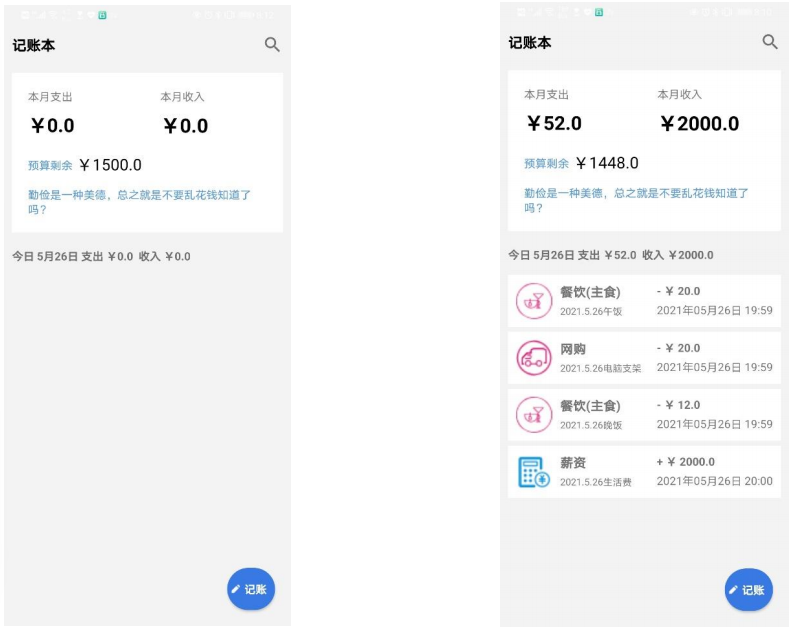 记账本
本月支出 本月收入
￥0.0 ￥0.0
预算剩余 ￥1500.0
勤俭是一种美德，总之就是不要乱花钱知道了
吗?
今日 5月26日 支出 ￥0.0 收入 ￥0.0
记账
记账本
本月支出 本月收入
￥52.0 ￥2000.0
预算剩余 ￥1448.0
勤俭是一种美德，总之就是不要乱花钱知道了
吗?
今日 5月26日 支出 ￥52.0 收入 ￥2000.0
餐饮(主食) - ￥ 20.0
2021.5.26午饭 2021年05月26日 19:59
网购 - ￥ 20.0
2021.5.26电脑支架 2021年05月26日 19:59
餐饮(主食) - ￥ 12.0
2021.5.26晚饭 2021年05月26日 19:59
薪资 + ￥ 2000.0
2021.5.26生活费 2021年05月26日 20:00
记账